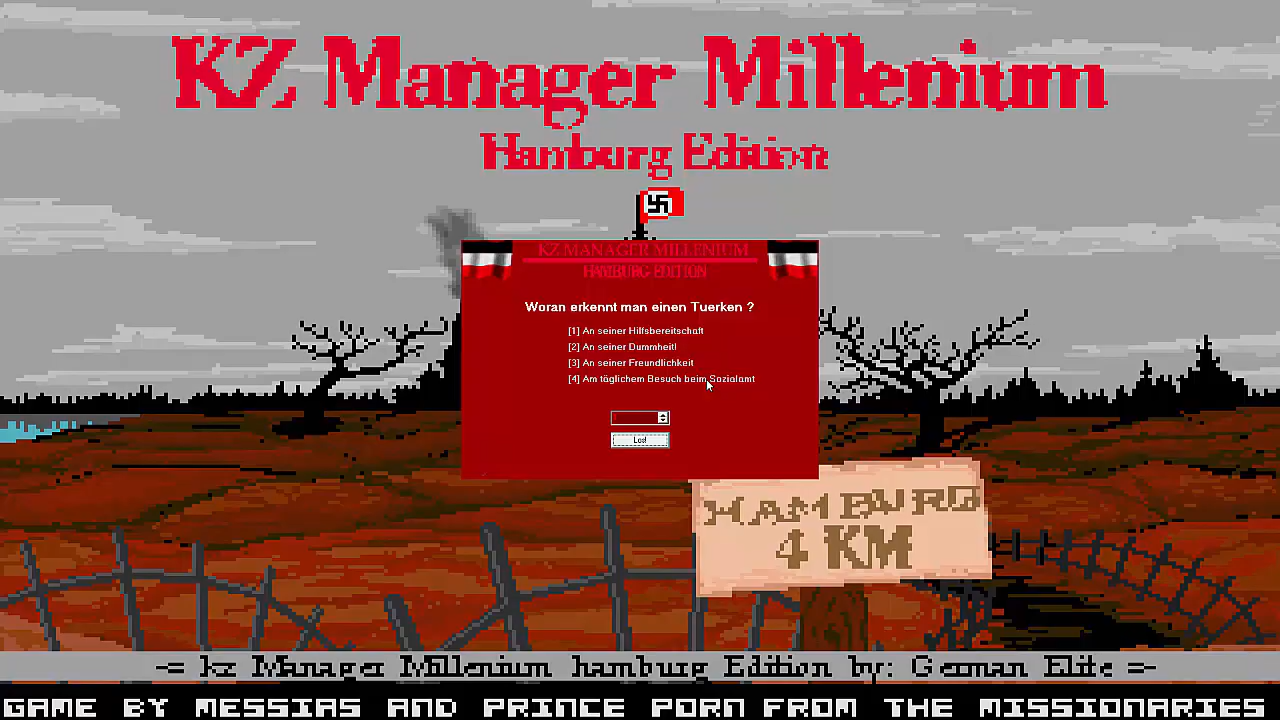 KZ Manager Millenium
Hamburg Edition
KZ MANAGER MILLENIUM
HAMBURG EDITION
Woran erkennt man einen Tuerken ?
[1] An seiner Hilfsbereitschaft
[2] An seiner Dummheit!
[3] An seiner Freundlichkeit
[4] Am täglichem Besuch beim Sozialamt
Los!
HAMBURG
4 KM
-= kz Manager Millenium hamburg Edition by: German Elite =-
GAME BY MESSIAS AND PRINCE PORN FROM THE MISSIONARIES